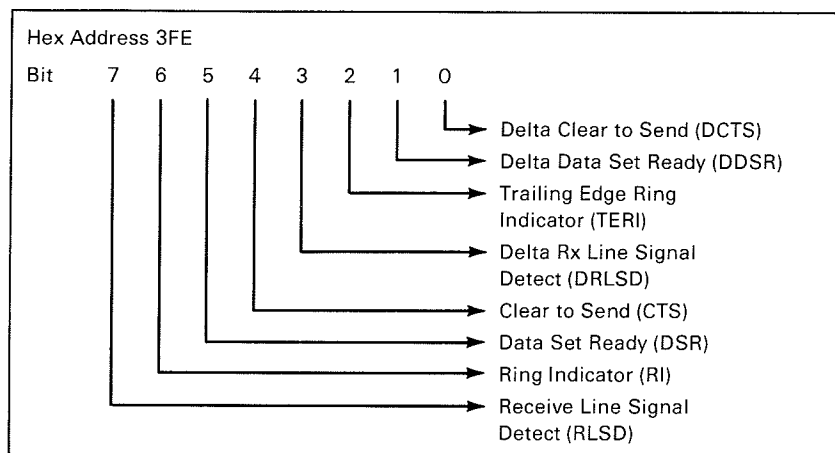 Hex Address 3FE
Bit 7 6 5 4 3 2 1 0
Delta Clear to Send (DCTS)
Delta Data Set Ready (DDSR)
Trailing Edge Ring
Indicator (TERI)
Delta Rx Line Signal
Detect (DRLSD)
Clear to Send (CTS)
Data Set Ready (DSR)
Ring Indicator (RI)
Receive Line Signal
Detect (RLSD)